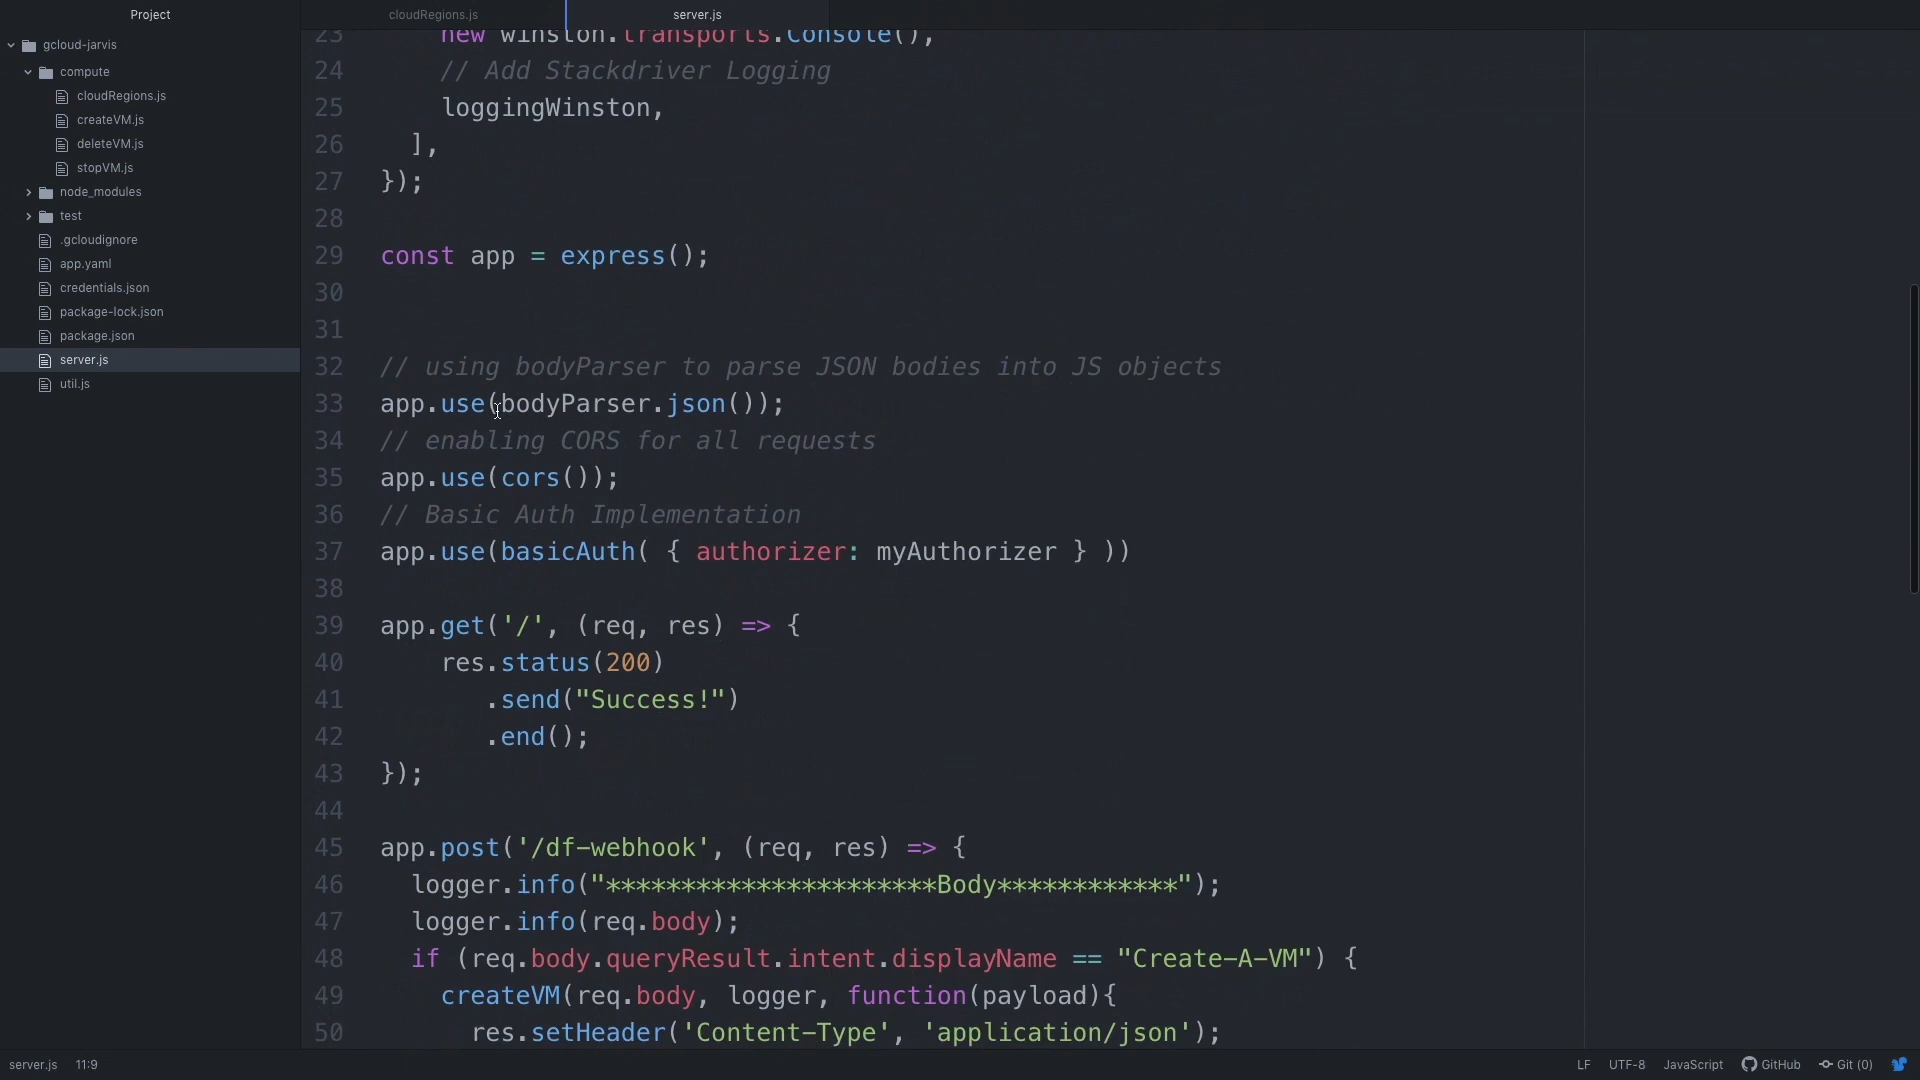 Project
cloudRegions.js
server.js
gcloud-jarvis
compute
cloudRegions.js
createVM.js
deleteVM.js
stopVM.js
node_modules
test
.gcloudignore
app.yaml
credentials.json
package-lock.json
package.json
server.js
util.js
23 new winston.transports.Console(),
24 // Add Stackdriver Logging
25 loggingWinston,
26 ],
27 });
28
29 const app = express();
30
31
32 // using bodyParser to parse JSON bodies into JS objects
33 app.use(bodyParser.json());
34 // enabling CORS for all requests
35 app.use(cors());
36 // Basic Auth Implementation
37 app.use(basicAuth( { authorizer: myAuthorizer } ))
38
39 app.get('/', (req, res) => {
40 res.status(200)
41 .send("Success!")
42 .end();
43 });
44
45 app.post('/df-webhook', (req, res) => {
46 logger.info("**********************Body************");
47 logger.info(req.body);
48 if (req.body.queryResult.intent.displayName == "Create-A-VM") {
49 createVM(req.body, logger, function(payload){
50 res.setHeader('Content-Type', 'application/json');
server.js 11:9 LF UTF-8 JavaScript GitHub Git (0)